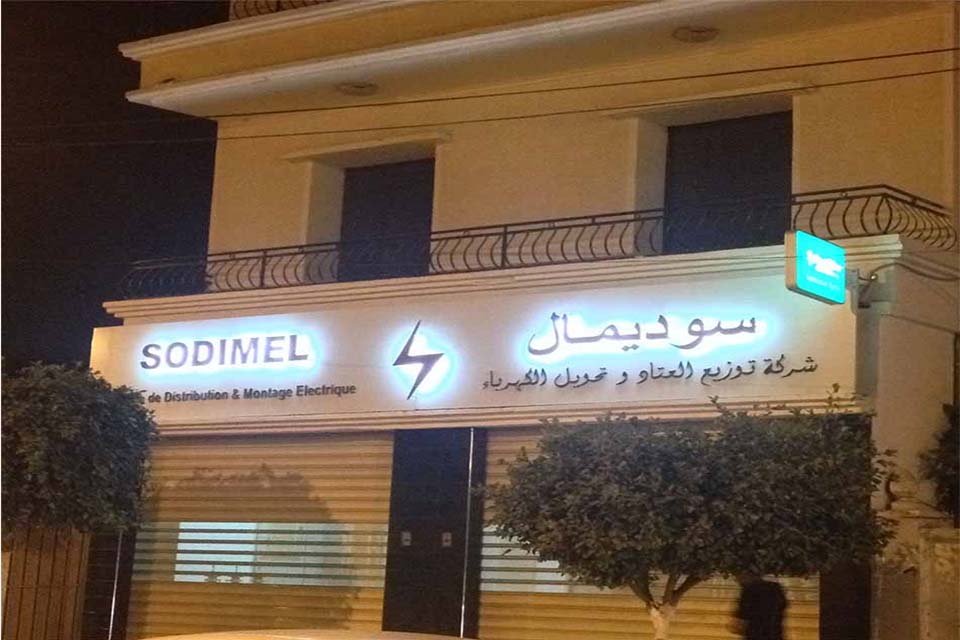 SODIMEL
سوديمال
de Distribution & Montage Electrique
شركة توزيع العتاد و تحويل الكهرباء